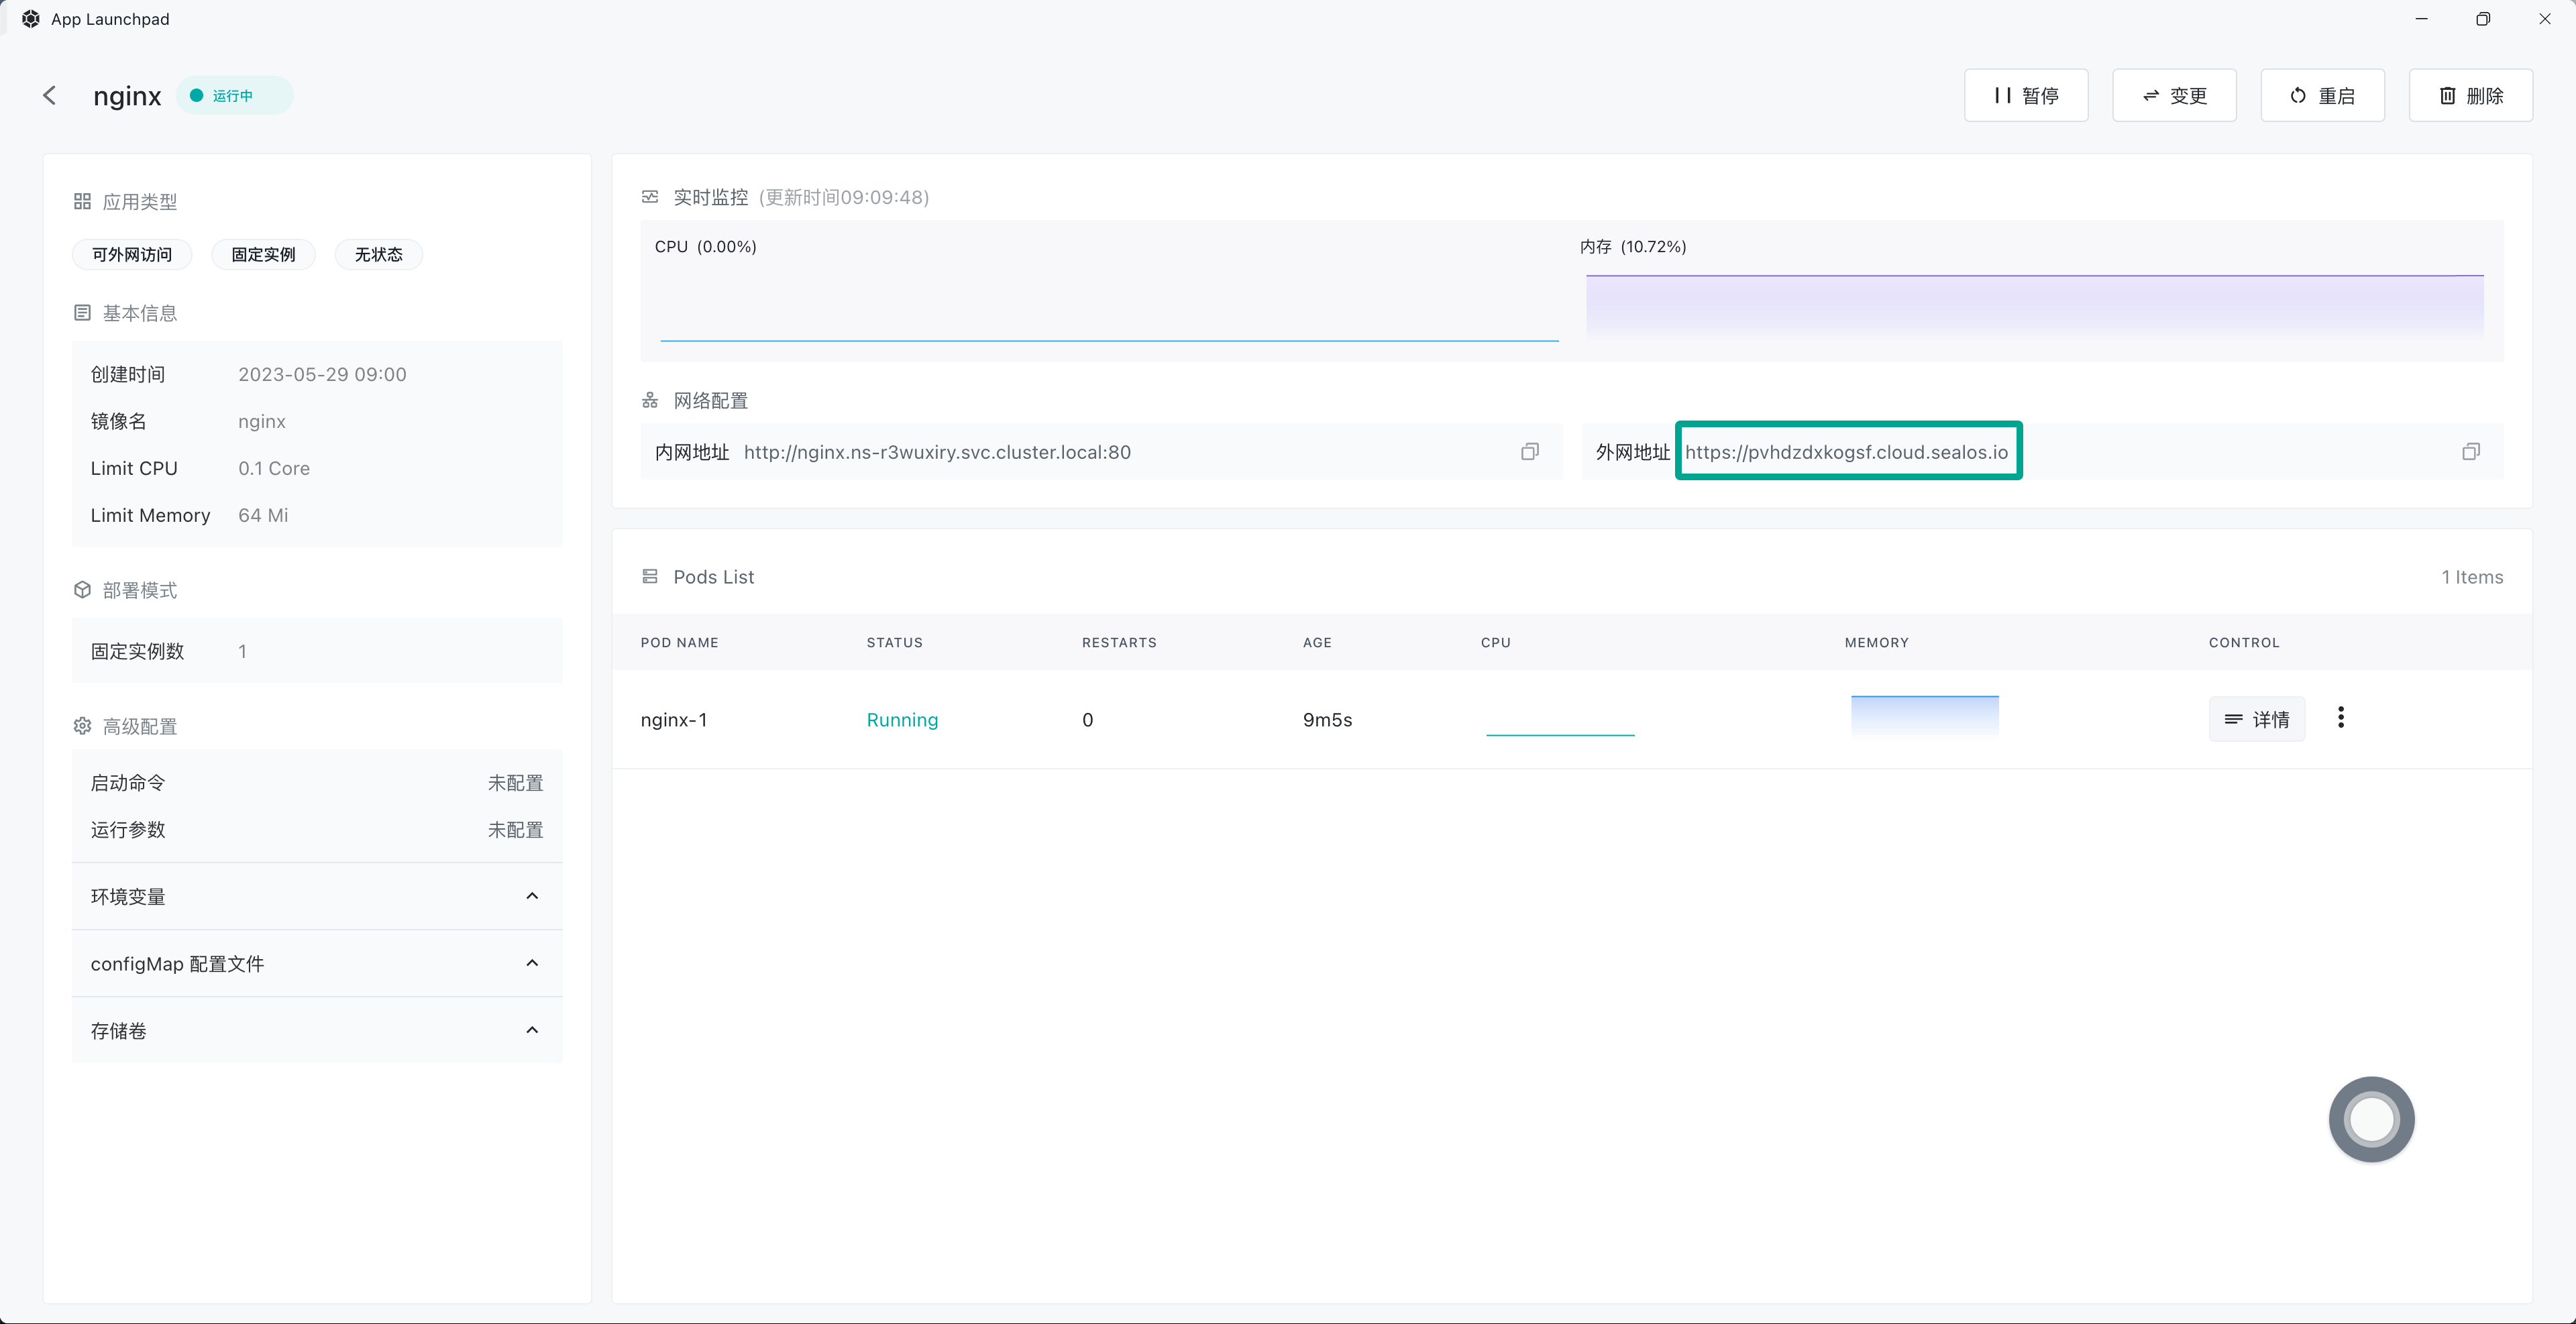 App Launchpad
nginx 运行中
暂停 变更 重启 删除
应用类型
可外网访问 固定实例 无状态
基本信息
创建时间 2023-05-29 09:00
镜像名 nginx
Limit CPU 0.1 Core
Limit Memory 64 Mi
部署模式
固定实例数 1
高级配置
启动命令 未配置
运行参数 未配置
环境变量
configMap 配置文件
存储卷
实时监控 (更新时间09:09:48)
CPU (0.00%) 内存 (10.72%)
网络配置
内网地址 http://nginx.ns-r3wuxiry.svc.cluster.local:80 外网地址 https://pvhdzdxkogsf.cloud.sealos.io
Pods List 1 Items
POD NAME STATUS RESTARTS AGE CPU MEMORY CONTROL
nginx-1 Running 0 9m5s 详情